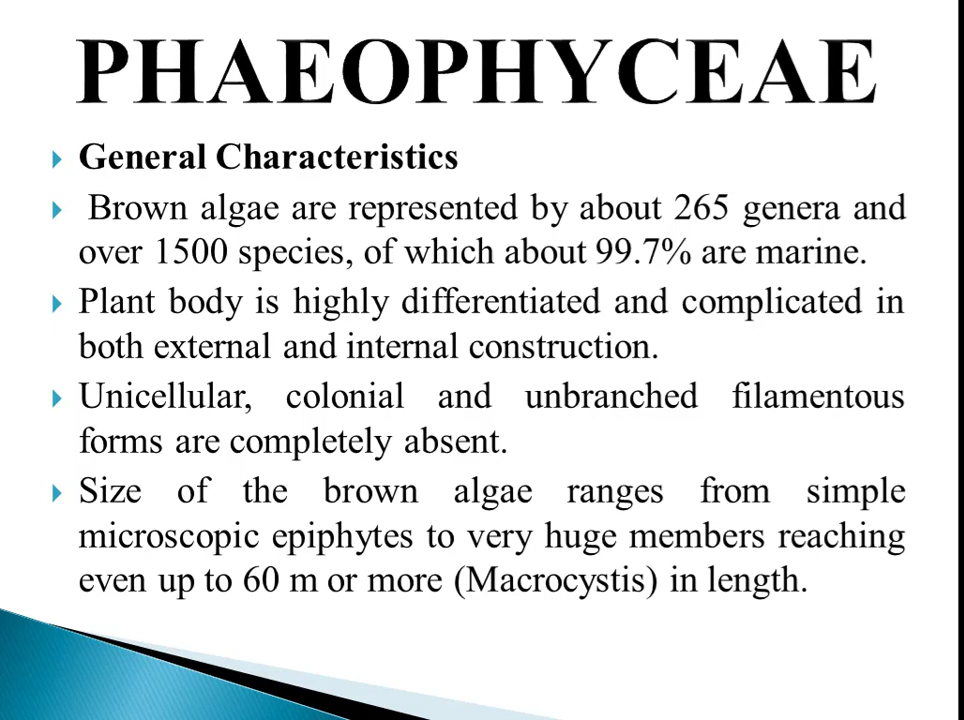 PHAEOPHYCEAE
General Characteristics
Brown algae are represented by about 265 genera and
over 1500 species, of which about 99.7% are marine.
Plant body is highly differentiated and complicated in
both external and internal construction.
Unicellular, colonial and unbranched filamentous
forms are completely absent.
Size of the brown algae ranges from simple
microscopic epiphytes to very huge members reaching
even up to 60 m or more (Macrocystis) in length.